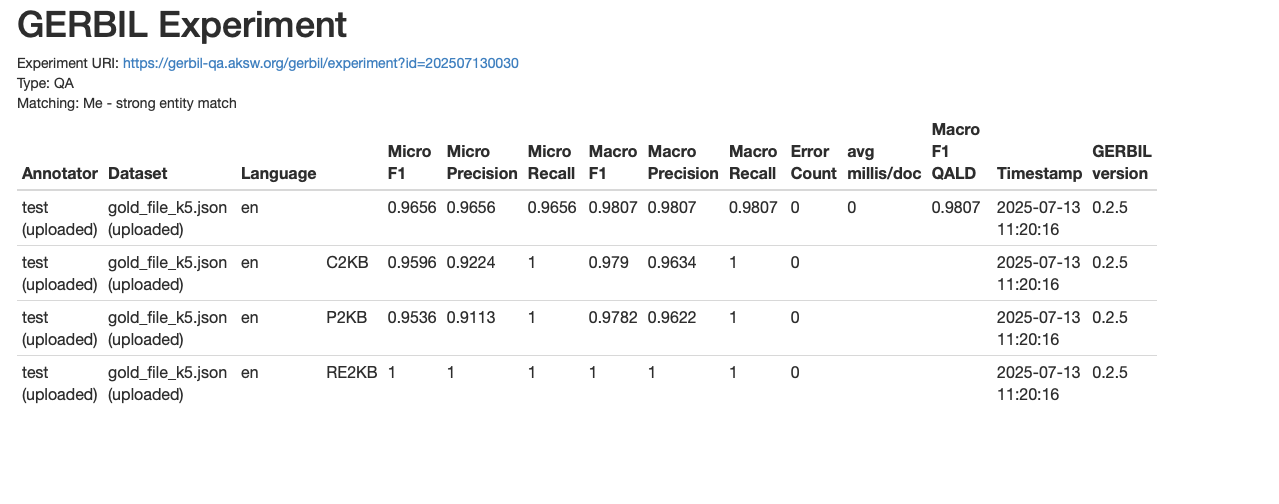 GERBIL Experiment
Experiment URI: https://gerbil-qa.aksw.org/gerbil/experiment?id=202507130030
Type: QA
Matching: Me - strong entity match
Annotator Dataset Language Micro F1 Micro Precision Micro Recall Macro F1 Macro Precision Macro Recall Error Count avg millis/doc Macro F1 QALD Timestamp GERBIL version
test gold_file_k5.json en 0.9656 0.9656 0.9656 0.9807 0.9807 0.9807 0 0 0.9807 2025-07-13 0.2.5
(uploaded) (uploaded) 11:20:16
test gold_file_k5.json en C2KB 0.9596 0.9224 1 0.979 0.9634 1 0 2025-07-13 0.2.5
(uploaded) (uploaded) 11:20:16
test gold_file_k5.json en P2KB 0.9536 0.9113 1 0.9782 0.9622 1 0 2025-07-13 0.2.5
(uploaded) (uploaded) 11:20:16
test gold_file_k5.json en RE2KB 1 1 1 1 1 1 0 2025-07-13 0.2.5
(uploaded) (uploaded) 11:20:16